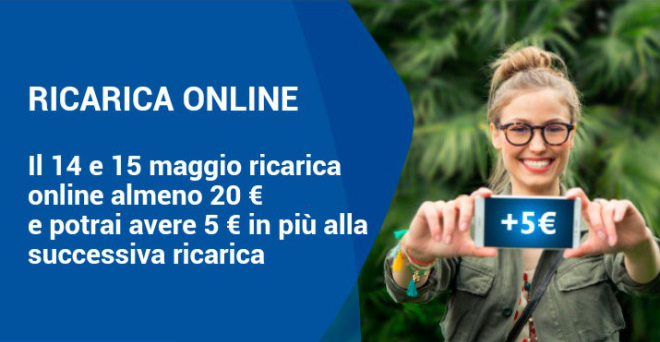 RICARICA ONLINE
Il 14 e 15 maggio ricarica
online almeno 20 €
e potrai avere 5 € in più alla
successiva ricarica
+5€